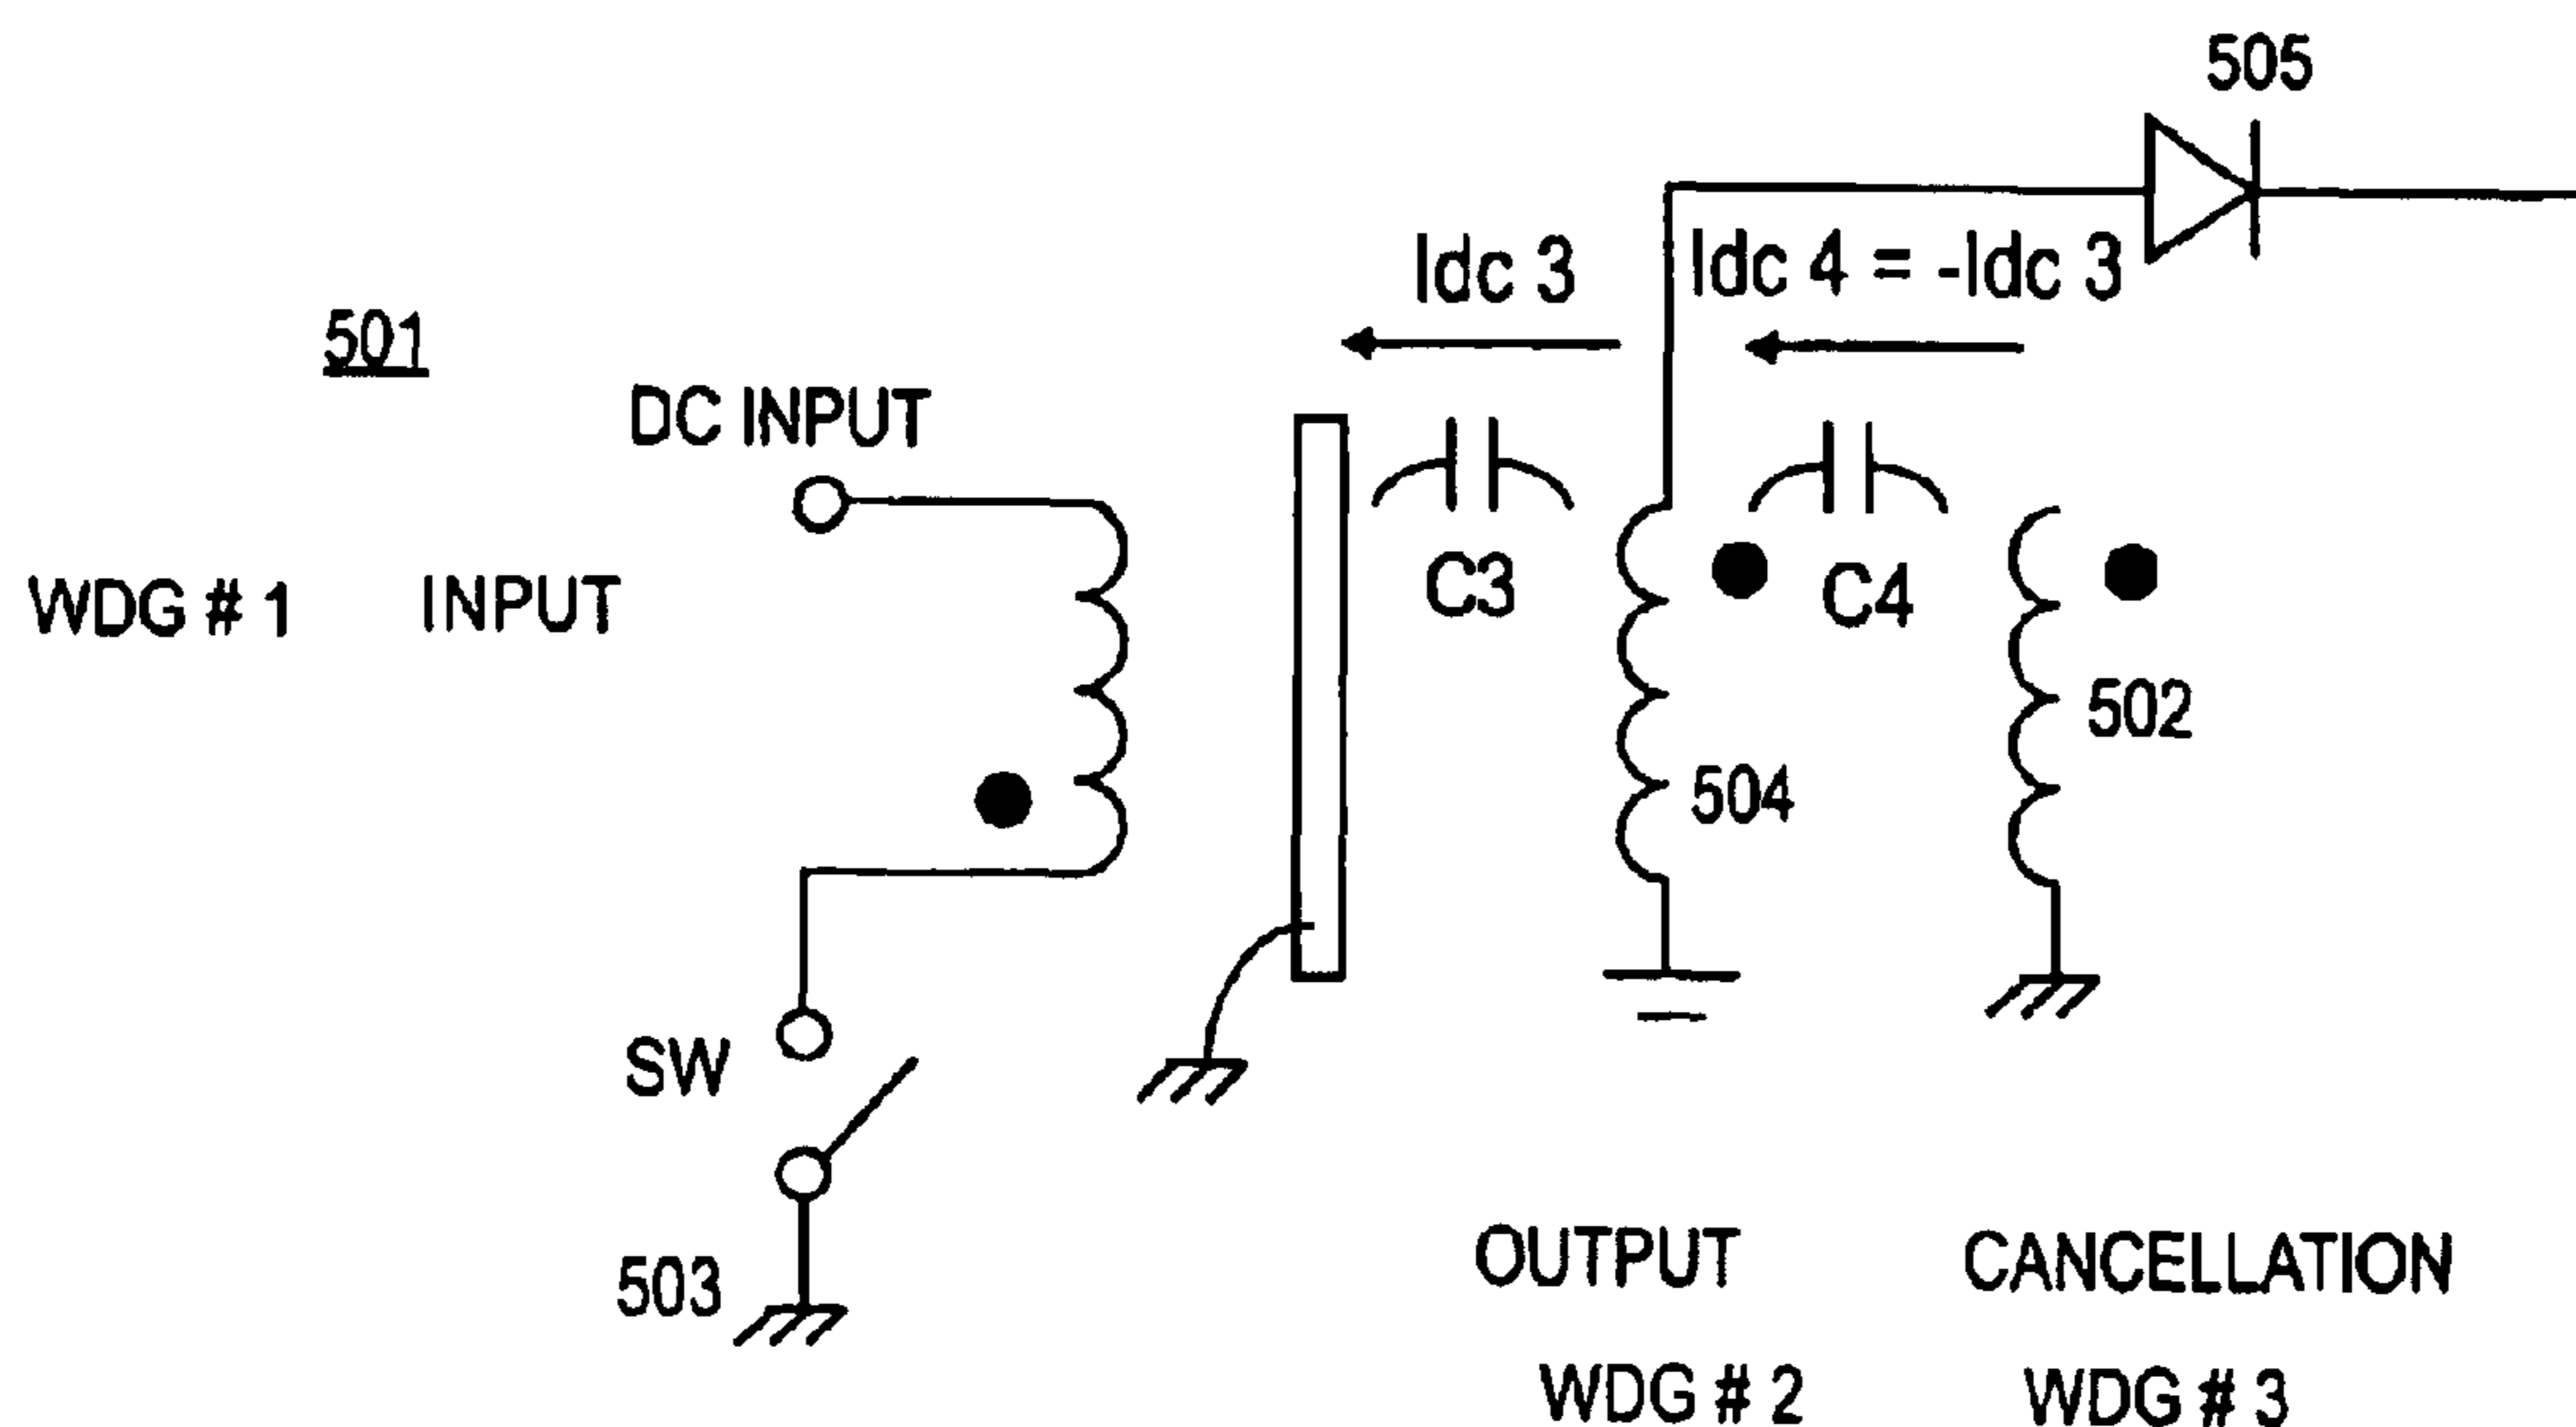 505
Idc 3
Idc 4 = -Idc 3
501
DC INPUT
WDG # 1
INPUT
C3
C4
502
504
SW
503
OUTPUT
WDG # 2
CANCELLATION
WDG # 3